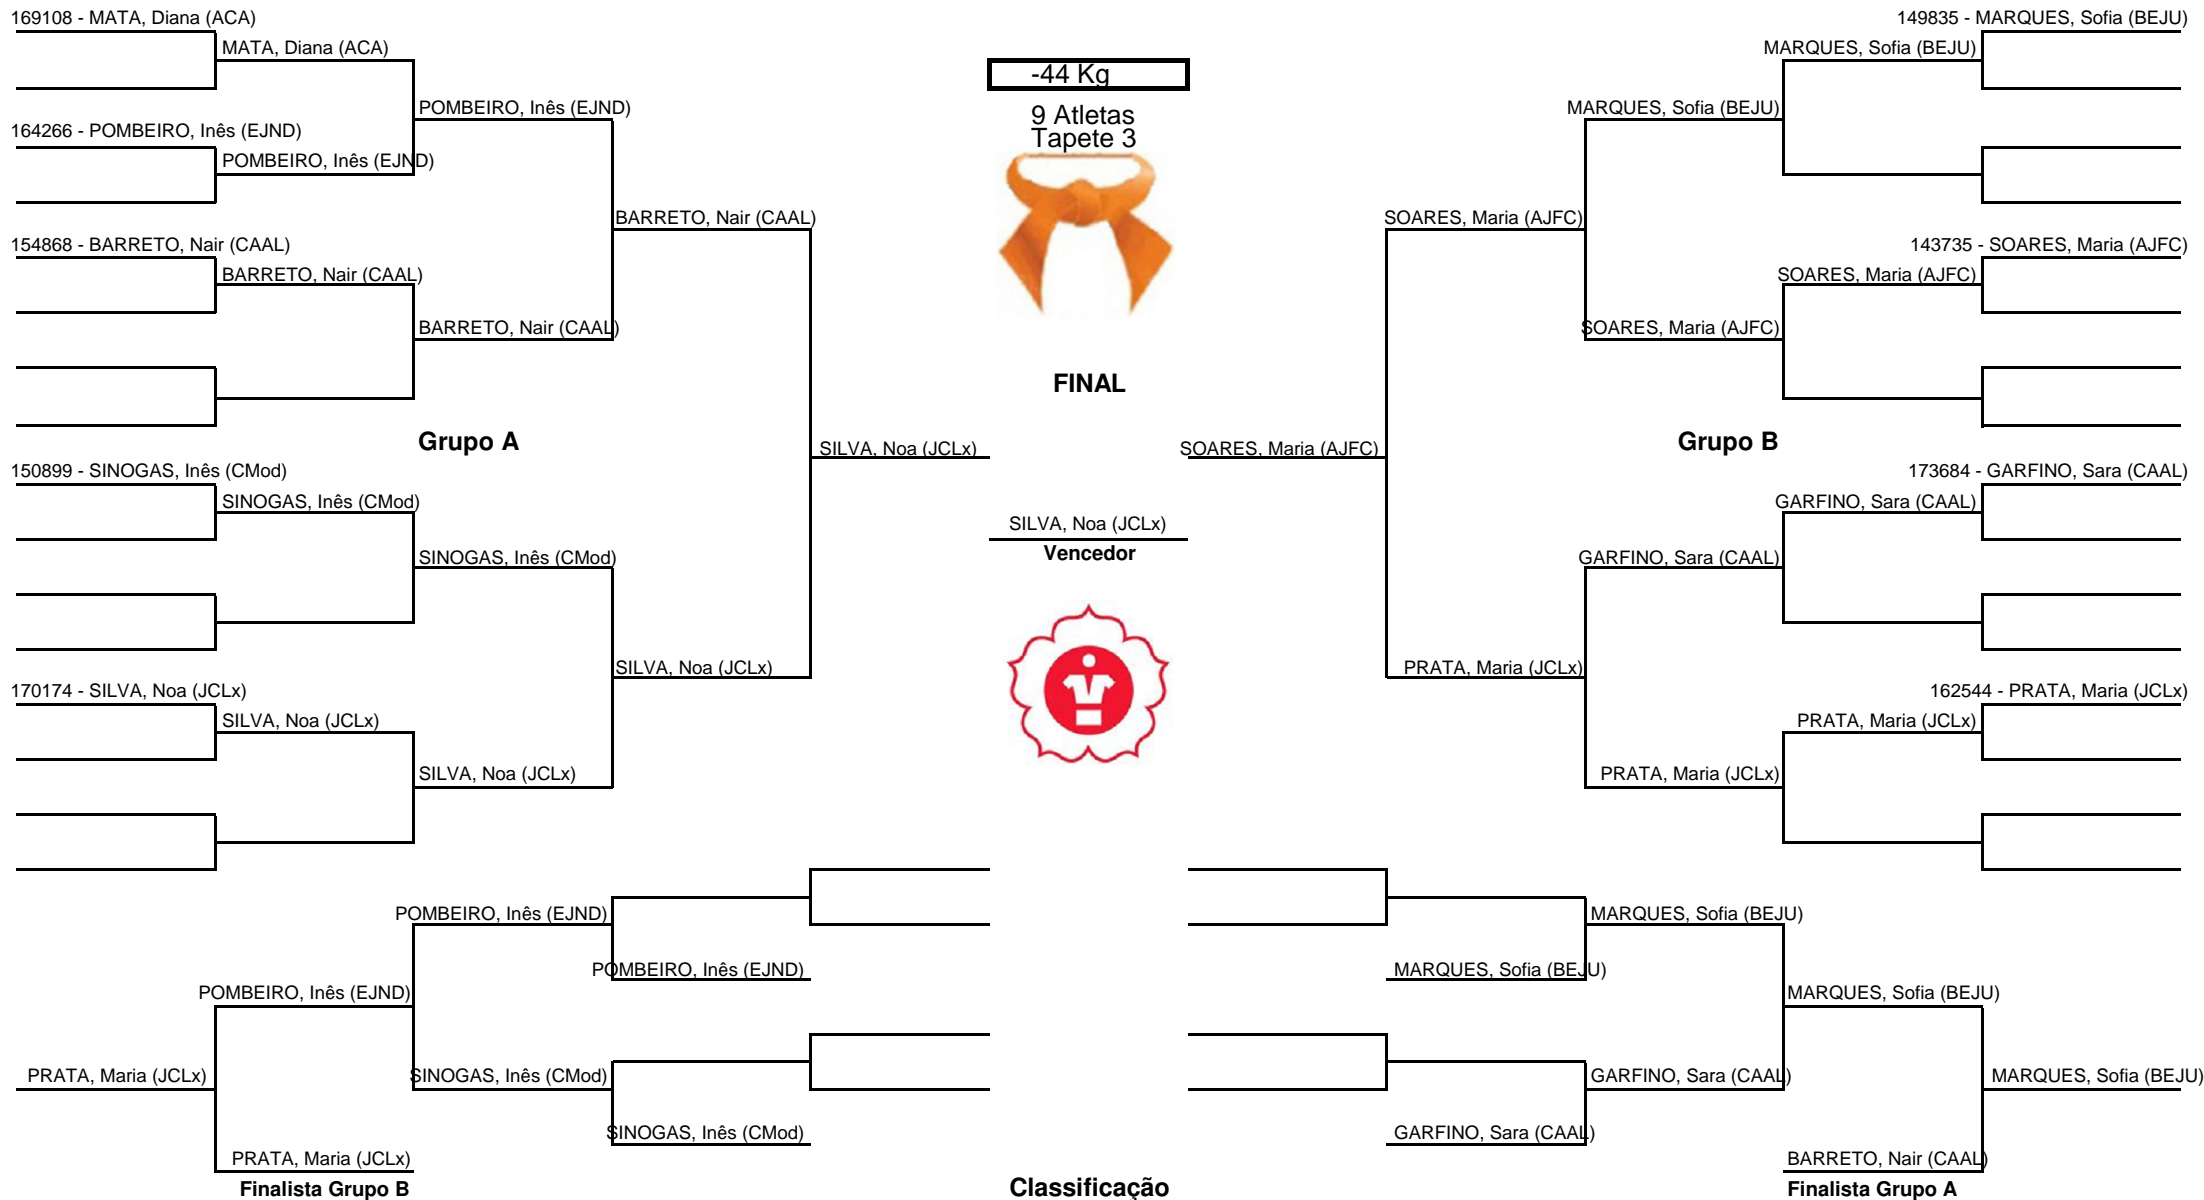 169108 - MATA, Diana (ACA)
MATA, Diana (ACA)
POMBEIRO, Inês (EJND)
164266 - POMBEIRO, Inês (EJND)
POMBEIRO, Inês (EJND)
BARRETO, Nair (CAAL)
154868 - BARRETO, Nair (CAAL)
BARRETO, Nair (CAAL)
BARRETO, Nair (CAAL)
Grupo A
SILVA, Noa (JCLx)
150899 - SINOGAS, Inês (CMod)
SINOGAS, Inês (CMod)
SINOGAS, Inês (CMod)
SILVA, Noa (JCLx)
170174 - SILVA, Noa (JCLx)
SILVA, Noa (JCLx)
SILVA, Noa (JCLx)
-44 Kg
9 Atletas
Tapete 3
FINAL
SILVA, Noa (JCLx)
Vencedor
149835 - MARQUES, Sofia (BEJU)
MARQUES, Sofia (BEJU)
MARQUES, Sofia (BEJU)
SOARES, Maria (AJFC)
143735 - SOARES, Maria (AJFC)
SOARES, Maria (AJFC)
SOARES, Maria (AJFC)
Grupo B
SOARES, Maria (AJFC)
173684 - GARFINO, Sara (CAAL)
GARFINO, Sara (CAAL)
GARFINO, Sara (CAAL)
PRATA, Maria (JCLx)
162544 - PRATA, Maria (JCLx)
PRATA, Maria (JCLx)
PRATA, Maria (JCLx)
POMBEIRO, Inês (EJND)
POMBEIRO, Inês (EJND)
POMBEIRO, Inês (EJND)
PRATA, Maria (JCLx)
SINOGAS, Inês (CMod)
SINOGAS, Inês (CMod)
PRATA, Maria (JCLx)
Finalista Grupo B
Classificação
MARQUES, Sofia (BEJU)
MARQUES, Sofia (BEJU)
MARQUES, Sofia (BEJU)
GARFINO, Sara (CAAL)
MARQUES, Sofia (BEJU)
GARFINO, Sara (CAAL)
BARRETO, Nair (CAAL)
Finalista Grupo A